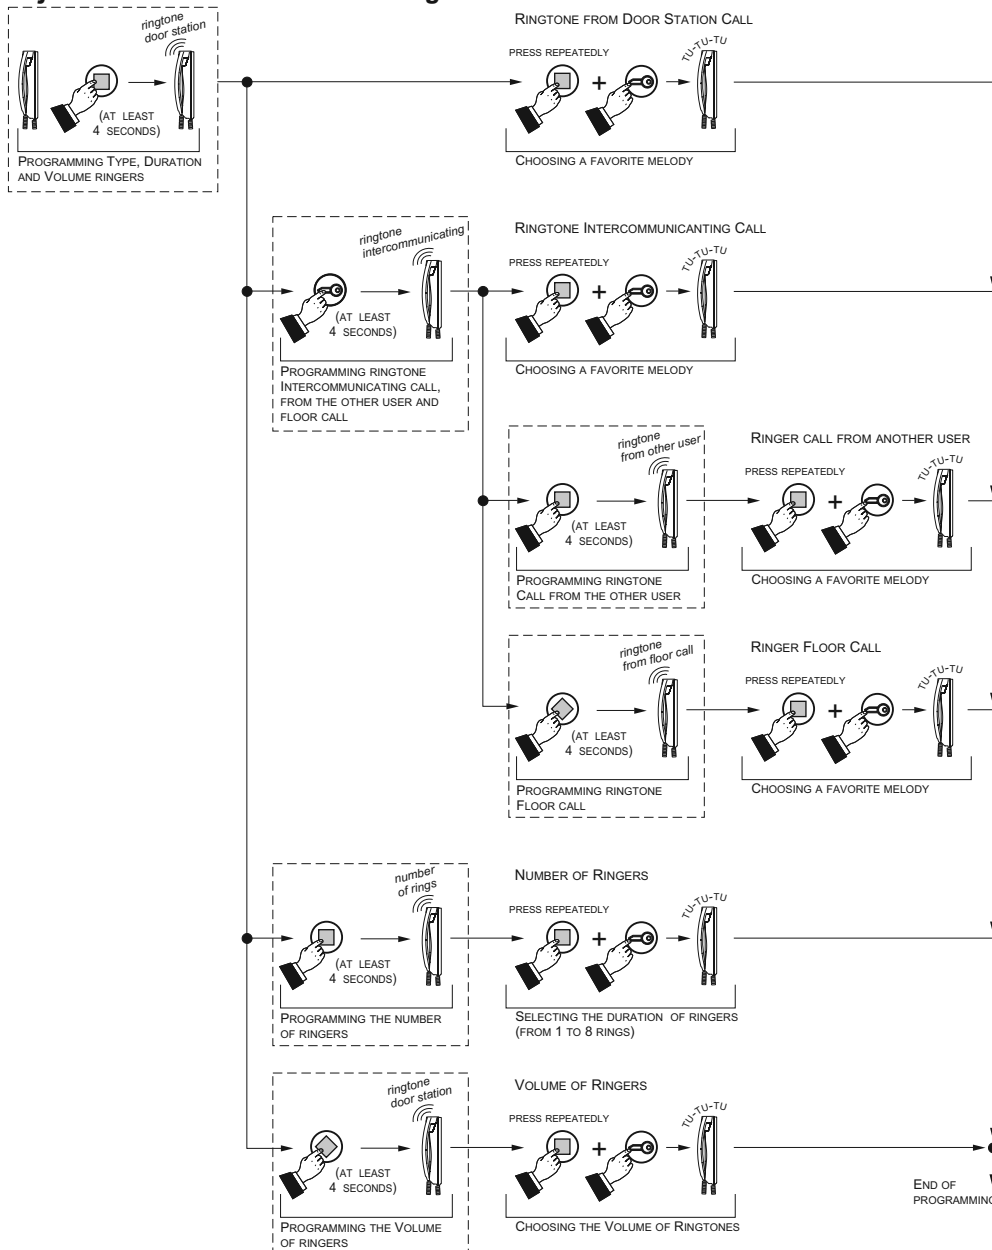 ringtone
door station
(AT LEAST
4 SECONDS)
PROGRAMMING TYPE, DURATION
AND VOLUME RINGERS
RINGTONE FROM DOOR STATION CALL
PRESS REPEATEDLY
+
TU-TU-TU
CHOOSING A FAVORITE MELODY
ringtone
intercommunicating
(AT LEAST
4 SECONDS)
PROGRAMMING RINGTONE
INTERCOMMUNICATING CALL,
FROM THE OTHER USER AND
FLOOR CALL
RINGTONE INTERCOMMUNICANTING CALL
PRESS REPEATEDLY
+
TU-TU-TU
CHOOSING A FAVORITE MELODY
ringtone
from other user
(AT LEAST
4 SECONDS)
PROGRAMMING RINGTONE
CALL FROM THE OTHER USER
RINGER CALL FROM ANOTHER USER
PRESS REPEATEDLY
+
TU-TU-TU
CHOOSING A FAVORITE MELODY
ringtone
from floor call
(AT LEAST
4 SECONDS)
PROGRAMMING RINGTONE
FLOOR CALL
RINGER FLOOR CALL
PRESS REPEATEDLY
+
TU-TU-TU
CHOOSING A FAVORITE MELODY
number
of rings
(AT LEAST
4 SECONDS)
PROGRAMMING THE NUMBER
OF RINGERS
NUMBER OF RINGERS
PRESS REPEATEDLY
+
TU-TU-TU
SELECTING THE DURATION OF RINGERS
(FROM 1 TO 8 RINGS)
ringtone
door station
(AT LEAST
4 SECONDS)
PROGRAMMING THE VOLUME
OF RINGERS
VOLUME OF RINGERS
PRESS REPEATEDLY
+
TU-TU-TU
CHOOSING THE VOLUME OF RINGTONES
END OF
PROGRAMMING